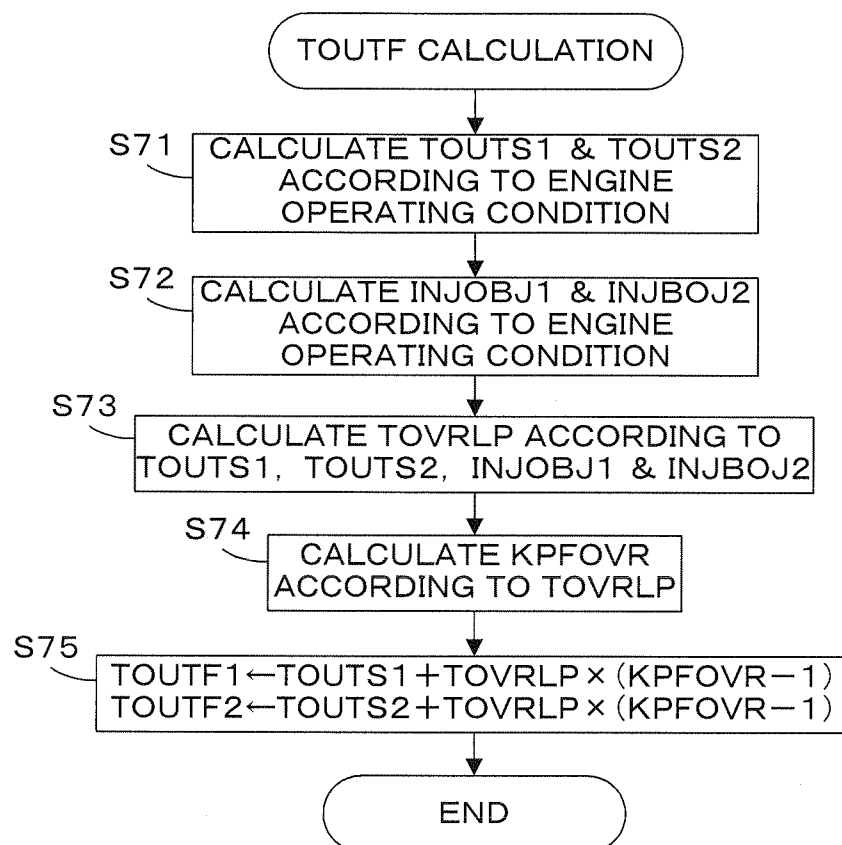 TOUTF CALCULATION
S71
CALCULATE TOUTS1 & TOUTS2
ACCORDING TO ENGINE
OPERATING CONDITION
S72
CALCULATE INJOBJ1 & INJBOJ2
ACCORDING TO ENGINE
OPERATING CONDITION
S73
CALCULATE TOVRLP ACCORDING TO
TOUTS1, TOUTS2, INJOBJ1 & INJBOJ2
S74
CALCULATE KPFOVR
ACCORDING TO TOVRLP
S75
TOUTF1←TOUTS1+TOVRLP×(KPFOVR−1)
TOUTF2←TOUTS2+TOVRLP×(KPFOVR−1)
END